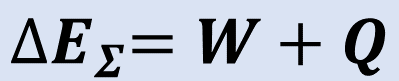 ΔE_Σ = W + Q